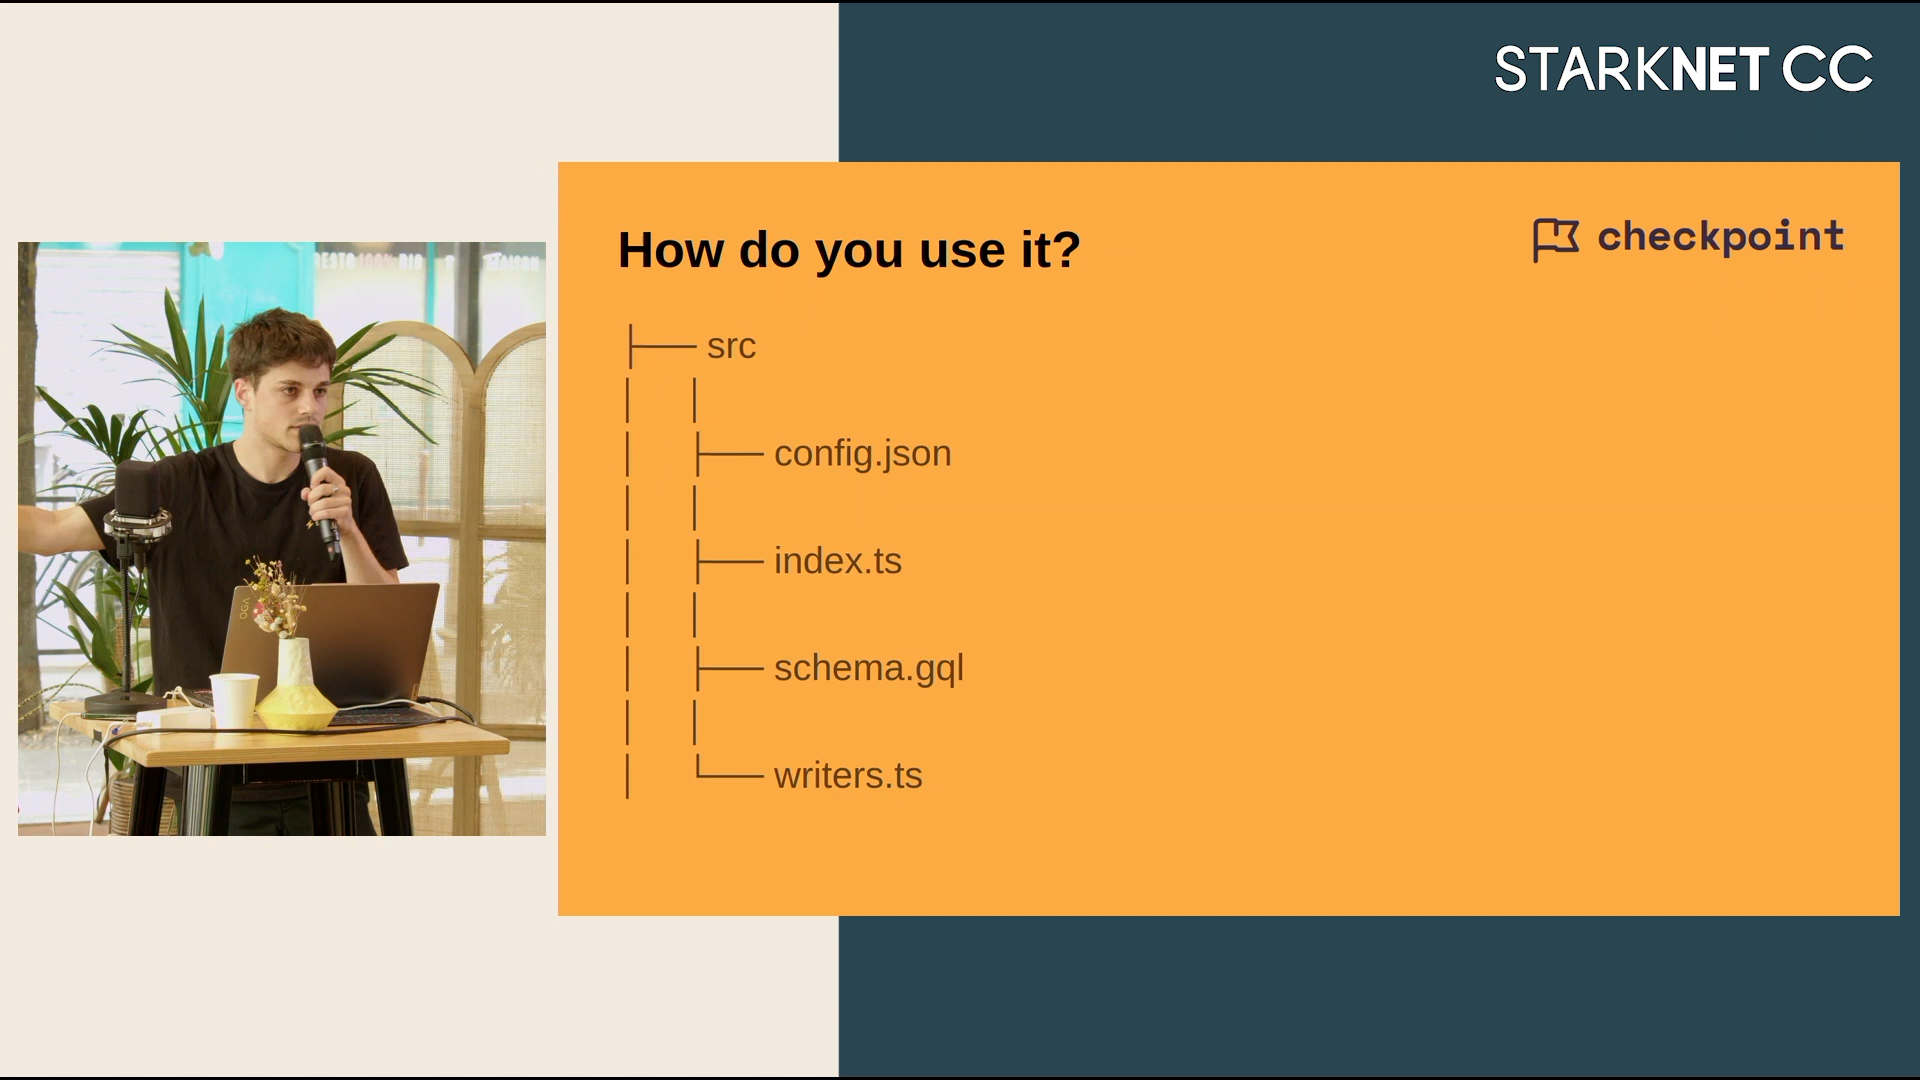 STARKNET CC
How do you use it?
checkpoint
├── src
│   │
│   ├── config.json
│   │
│   ├── index.ts
│   │
│   ├── schema.gql
│   │
│   └── writers.ts